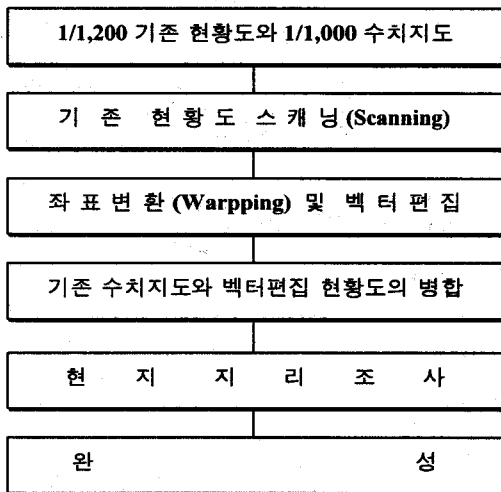 1/1,200 기존 현황도와 1/1,000 수치지도
기 존 현 황 도 스 캐 닝 (Scanning)
좌 표 변 환 (Warpping) 및 벡 터 편 집
기존 수치지도와 벡터편집 현황도의 병합
현 지 지 리 조 사
완 성